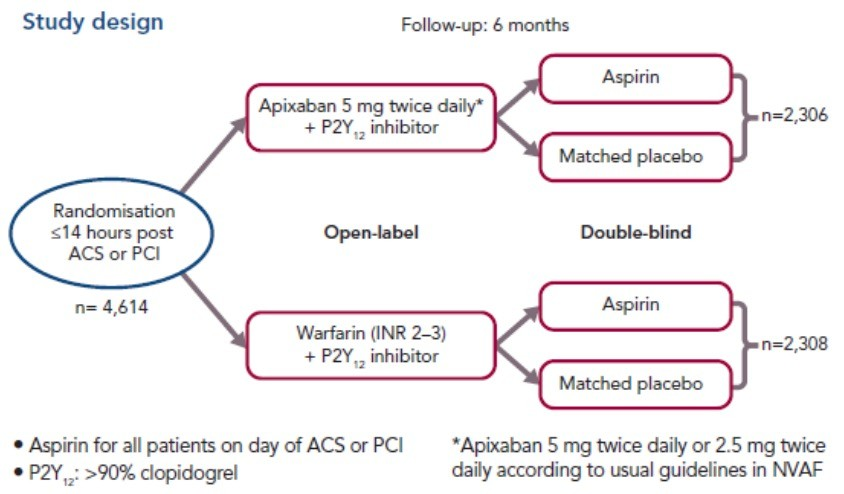 Study design
Follow-up: 6 months
Aspirin
Apixaban 5 mg twice daily*
+ P2Y₁₂ inhibitor
n=2,306
Matched placebo
Randomisation
≤14 hours post
ACS or PCI
Open-label
Double-blind
n= 4,614
Aspirin
Warfarin (INR 2–3)
+ P2Y₁₂ inhibitor
n=2,308
Matched placebo
• Aspirin for all patients on day of ACS or PCI
• P2Y₁₂: >90% clopidogrel
*Apixaban 5 mg twice daily or 2.5 mg twice
daily according to usual guidelines in NVAF